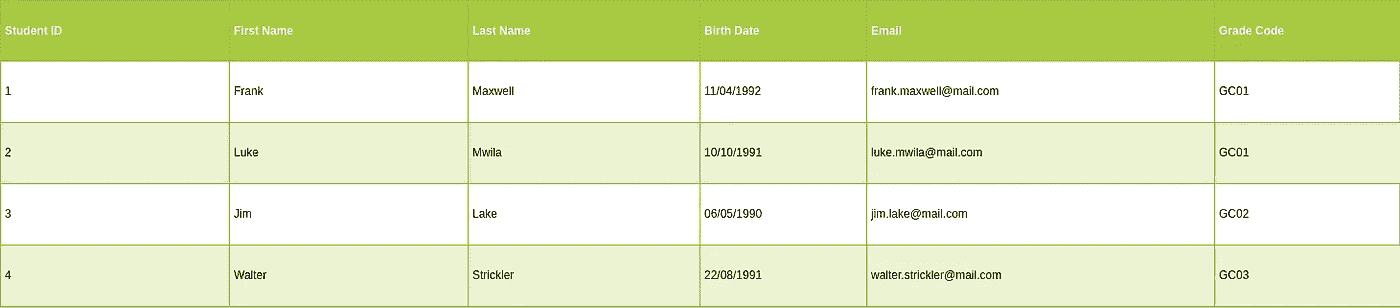 Student ID First Name Last Name Birth Date Email Grade Code
1 Frank Maxwell 11/04/1992 frank.maxwell@mail.com GC01
2 Luke Mwila 10/10/1991 luke.mwila@mail.com GC01
3 Jim Lake 06/05/1990 jim.lake@mail.com GC02
4 Walter Strickler 22/08/1991 walter.strickler@mail.com GC03